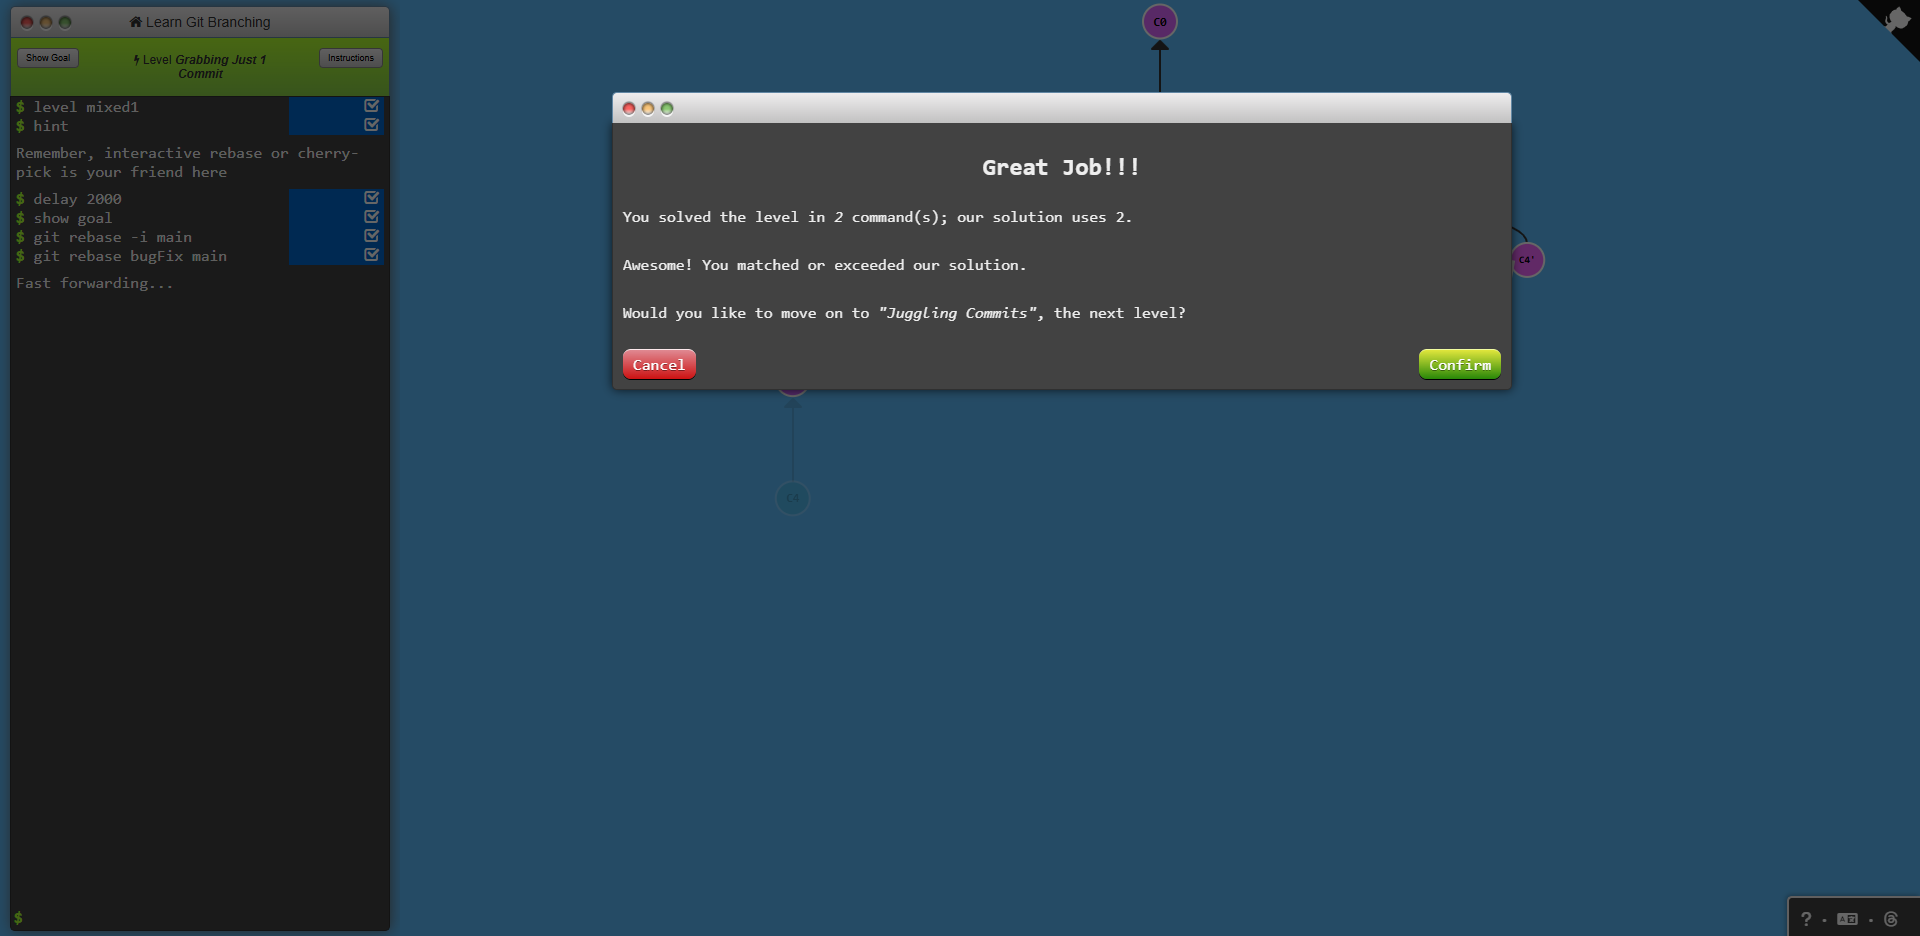 Learn Git Branching
Show Goal
Level Grabbing Just 1
Commit
Instructions
$ level mixed1
$ hint
Remember, interactive rebase or cherry-
pick is your friend here
$ delay 2000
$ show goal
$ git rebase -i main
$ git rebase bugFix main
Fast forwarding...
$
C0
Great Job!!!
You solved the level in 2 command(s); our solution uses 2.
Awesome! You matched or exceeded our solution.
Would you like to move on to "Juggling Commits", the next level?
Cancel
Confirm
C4'
C4
?